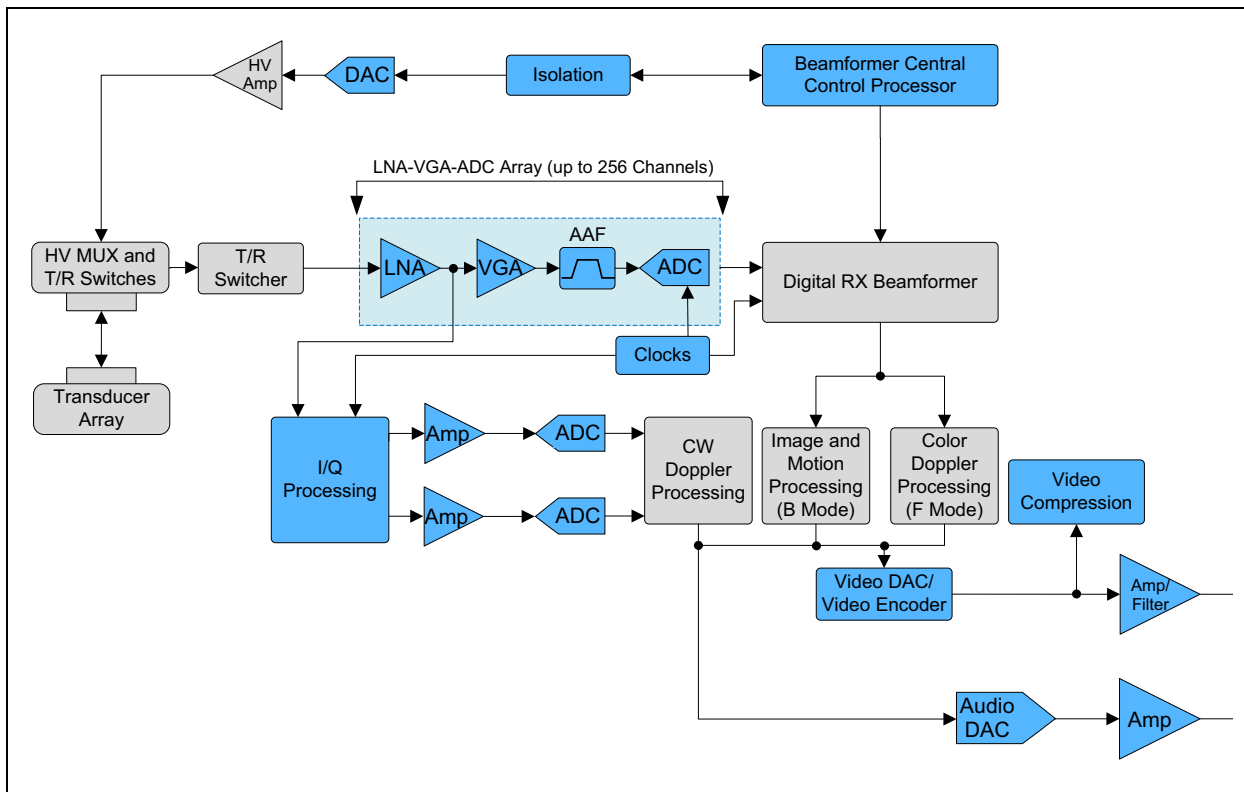 HV
Amp
DAC
Isolation
Beamformer Central
Control Processor
LNA-VGA-ADC Array (up to 256 Channels)
HV MUX and
T/R Switches
T/R
Switcher
LNA
VGA
AAF
ADC
Digital RX Beamformer
Clocks
Transducer
Array
I/Q
Processing
Amp
ADC
Amp
ADC
CW
Doppler
Processing
Image and
Motion
Processing
(B Mode)
Color
Doppler
Processing
(F Mode)
Video
Compression
Video DAC/
Video Encoder
Amp/
Filter
Audio
DAC
Amp